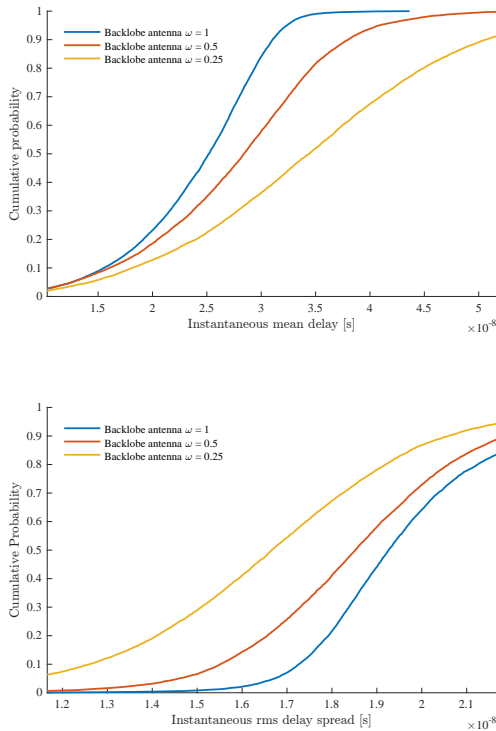 1
0.9
0.8
0.7
0.6
0.5
0.4
0.3
0.2
0.1
0
Cumulative probability
Backlobe antenna ω = 1
Backlobe antenna ω = 0.5
Backlobe antenna ω = 0.25
1.5 2 2.5 3 3.5 4 4.5 5
Instantaneous mean delay [s]
×10⁻⁸
1
0.9
0.8
0.7
0.6
0.5
0.4
0.3
0.2
0.1
0
Cumulative Probability
Backlobe antenna ω = 1
Backlobe antenna ω = 0.5
Backlobe antenna ω = 0.25
1.2 1.3 1.4 1.5 1.6 1.7 1.8 1.9 2 2.1
Instantaneous rms delay spread [s]
×10⁻⁸